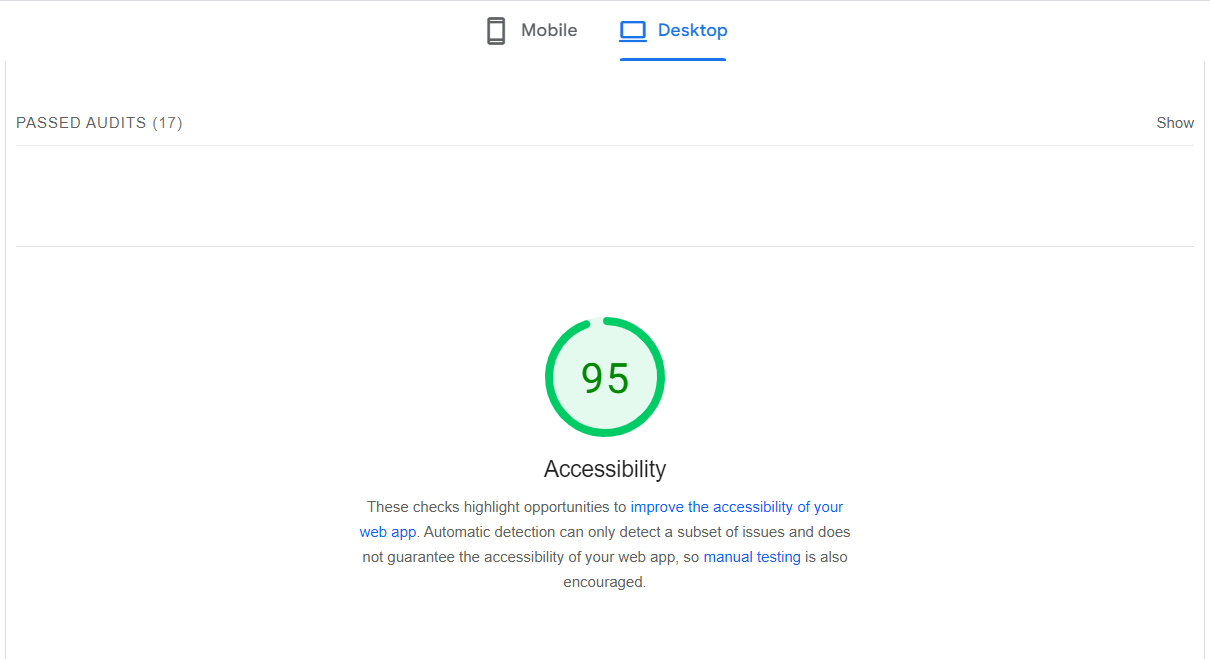 Mobile
Desktop
PASSED AUDITS (17)
Show
95
Accessibility
These checks highlight opportunities to improve the accessibility of your
web app. Automatic detection can only detect a subset of issues and does
not guarantee the accessibility of your web app, so manual testing is also
encouraged.